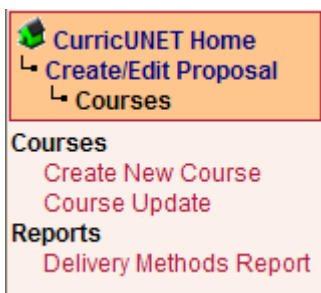 CurricUNET Home
Create/Edit Proposal
Courses
Courses
Create New Course
Course Update
Reports
Delivery Methods Report